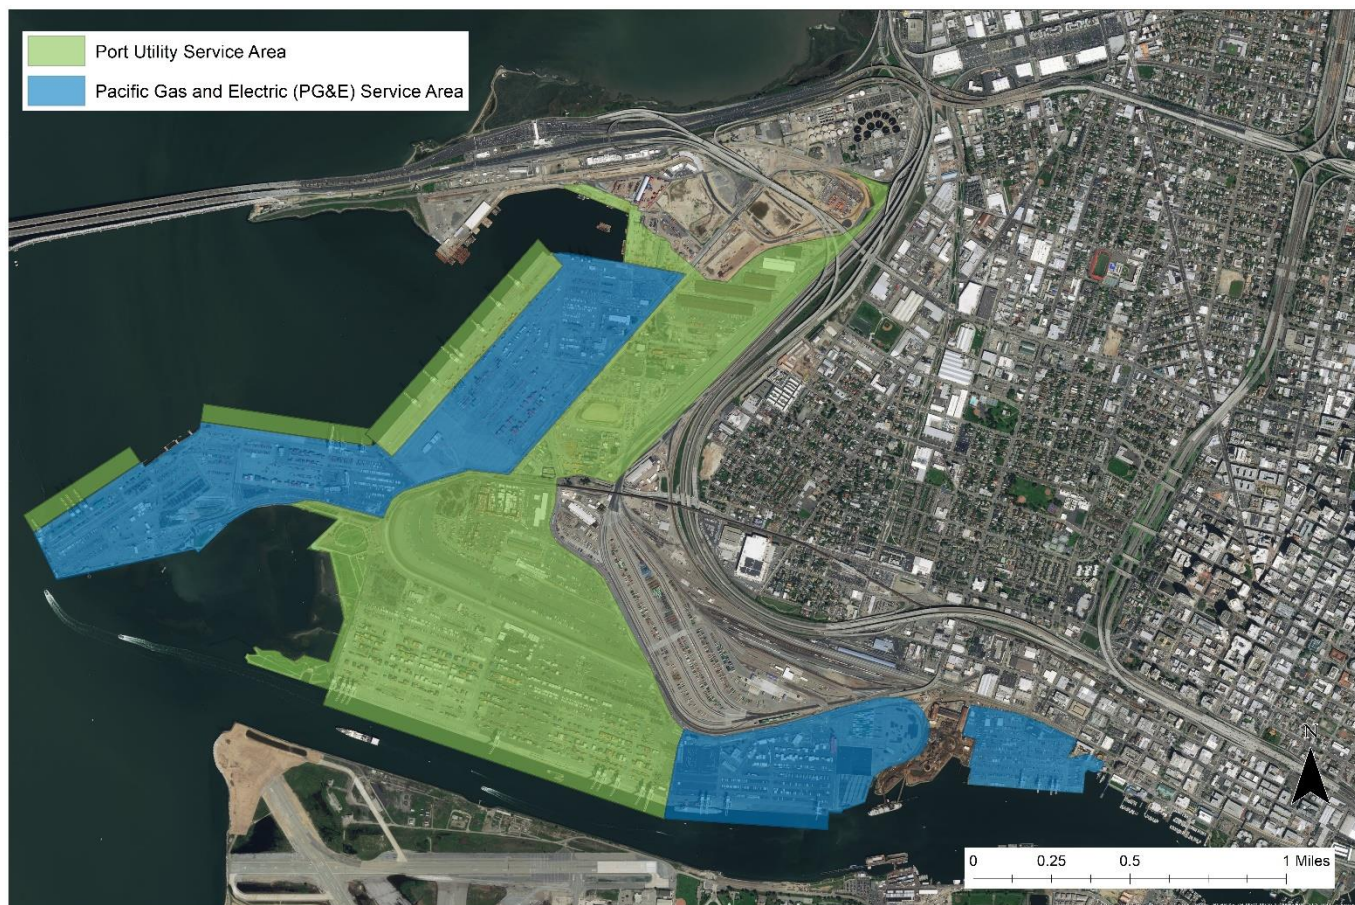 Port Utility Service Area
Pacific Gas and Electric (PG&E) Service Area
N
0 0.25 0.5 1 Miles